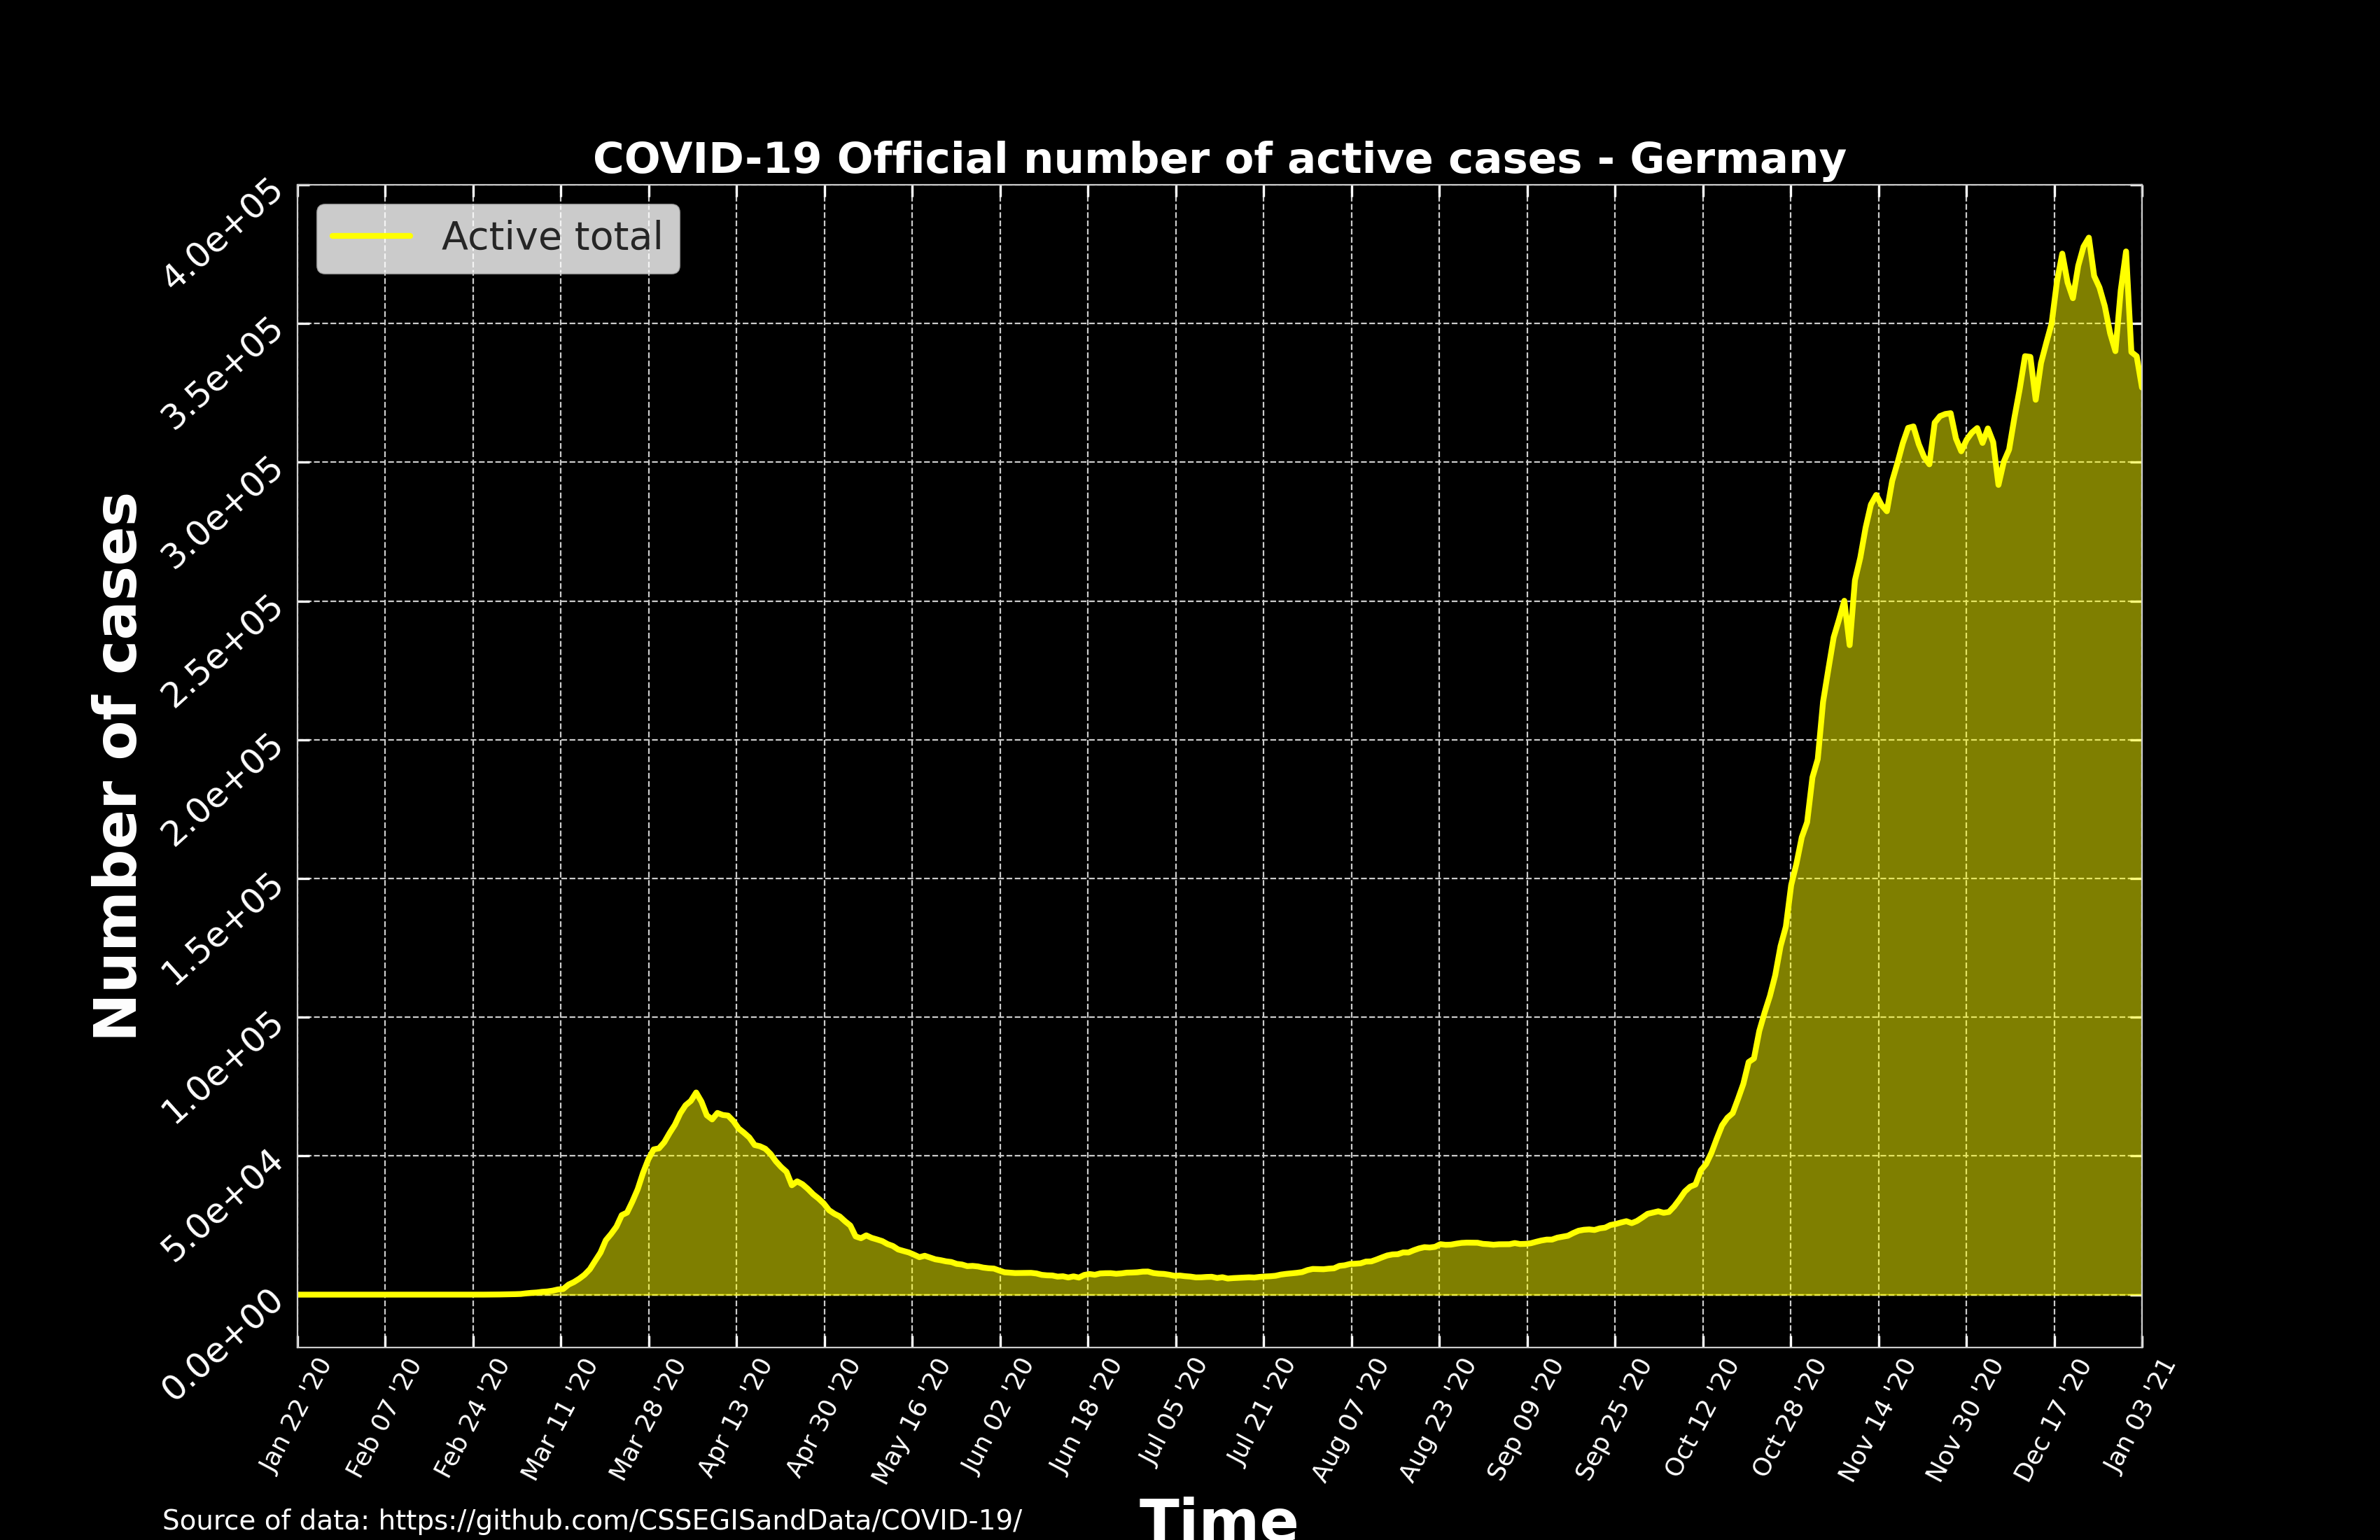 COVID-19 Official number of active cases - Germany
Active total
Number of cases
4.0e+05
3.5e+05
3.0e+05
2.5e+05
2.0e+05
1.5e+05
1.0e+05
5.0e+04
0.0e+00
Jan 22 '20
Feb 07 '20
Feb 24 '20
Mar 11 '20
Mar 28 '20
Apr 13 '20
Apr 30 '20
May 16 '20
Jun 02 '20
Jun 18 '20
Jul 05 '20
Jul 21 '20
Aug 07 '20
Aug 23 '20
Sep 09 '20
Sep 25 '20
Oct 12 '20
Oct 28 '20
Nov 14 '20
Nov 30 '20
Dec 17 '20
Jan 03 '21
Time
Source of data: https://github.com/CSSEGISandData/COVID-19/